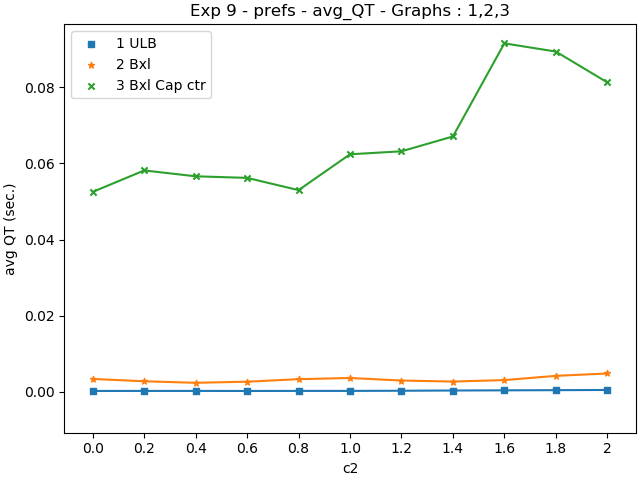 Exp 9 - prefs - avg_QT - Graphs : 1,2,3
1 ULB
2 Bxl
3 Bxl Cap ctr
avg QT (sec.)
0.08
0.06
0.04
0.02
0.00
0.0 0.2 0.4 0.6 0.8 1.0 1.2 1.4 1.6 1.8 2
c2